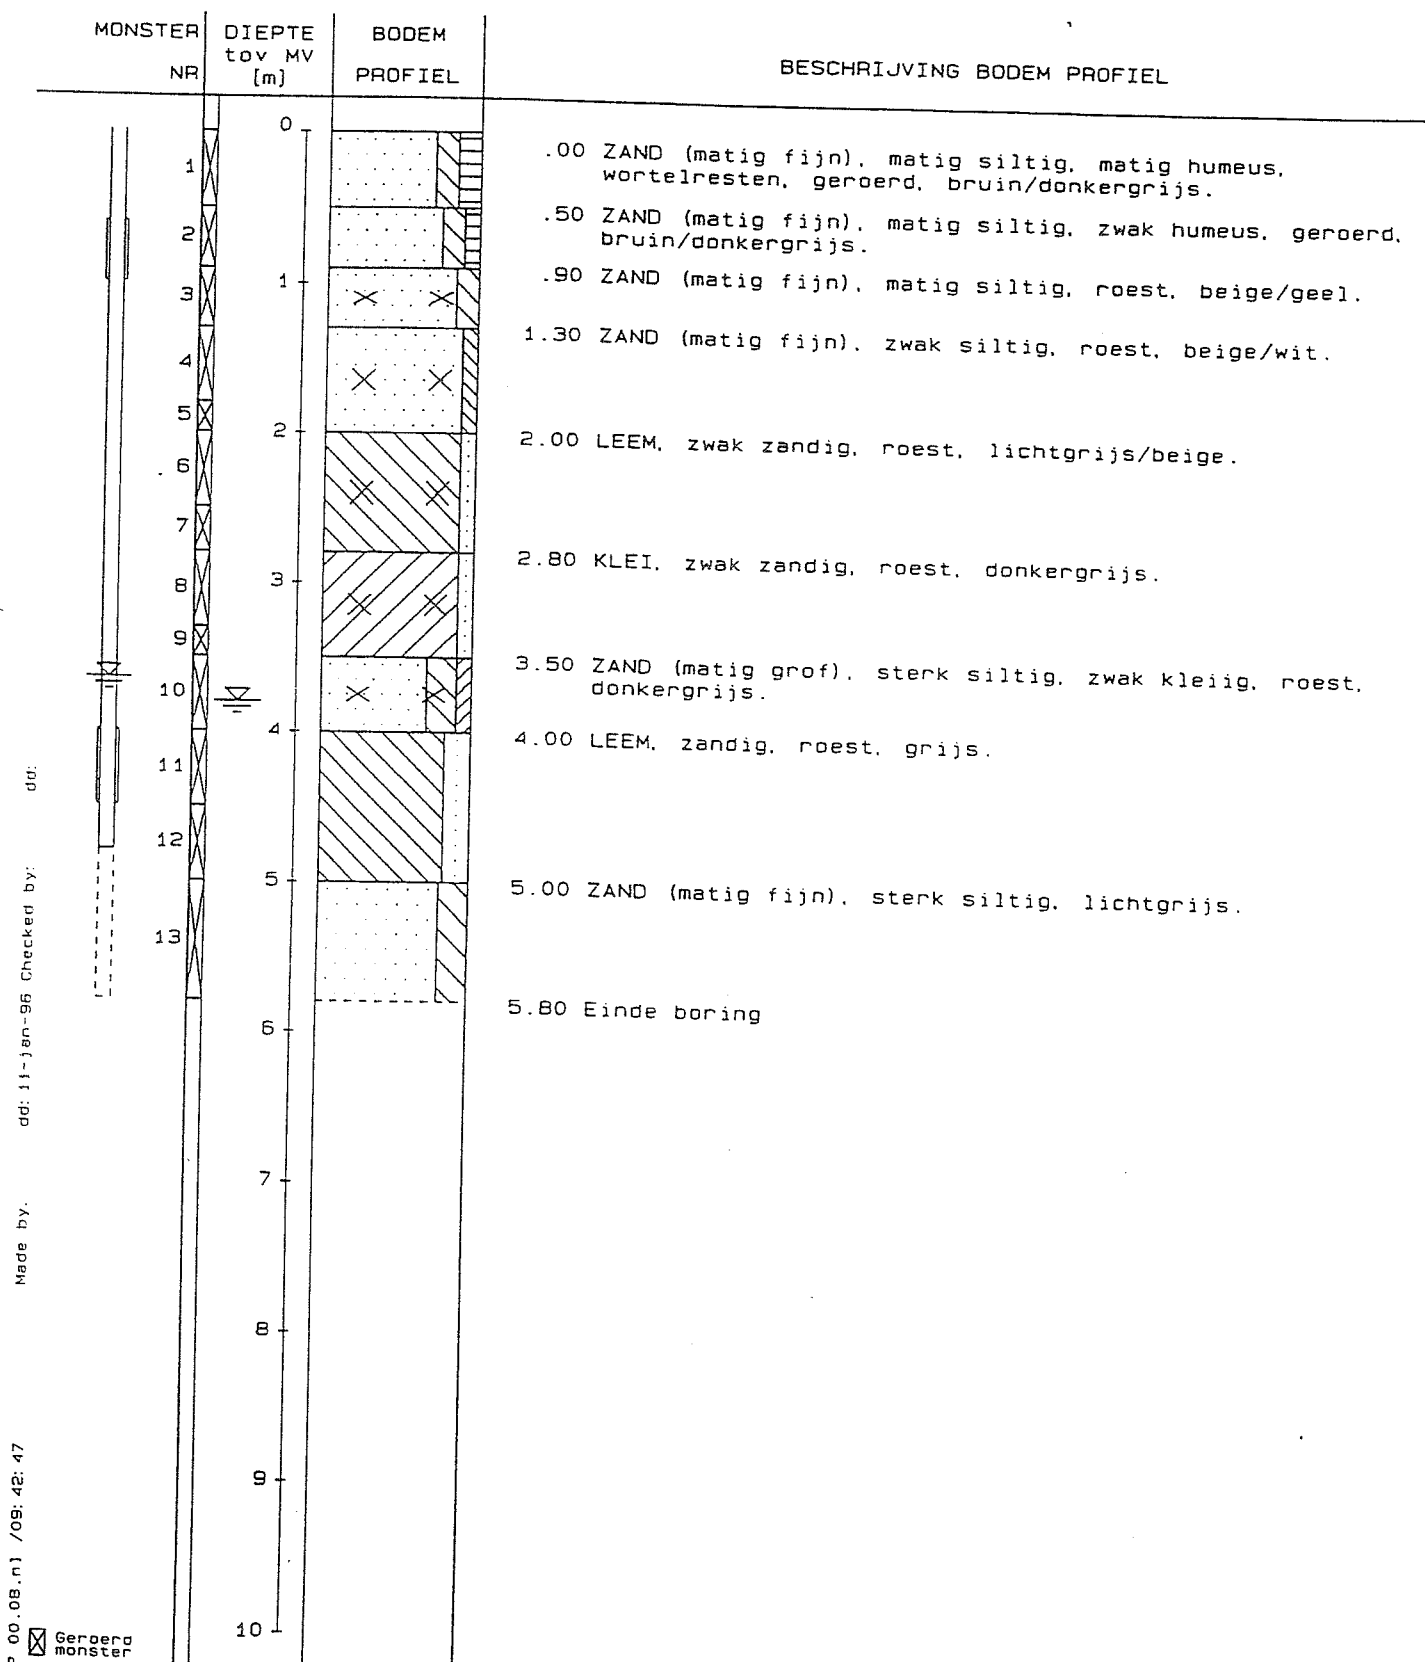 MONSTER
NR
DIEPTE
tov MV
[m]
BODEM
PROFIEL
BESCHRIJVING BODEM PROFIEL
0
1
2
3
4
5
6
7
8
9
10
1
2
3
4
5
6
7
8
9
10
11
12
13
.00 ZAND (matig fijn), matig siltig, matig humeus,
wortelresten, geroerd, bruin/donkergrijs.
.50 ZAND (matig fijn), matig siltig, zwak humeus, geroerd,
bruin/donkergrijs.
.90 ZAND (matig fijn), matig siltig, roest, beige/geel.
1.30 ZAND (matig fijn), zwak siltig, roest, beige/wit.
2.00 LEEM, zwak zandig, roest, lichtgrijs/beige.
2.80 KLEI, zwak zandig, roest, donkergrijs.
3.50 ZAND (matig grof), sterk siltig, zwak kleiig, roest,
donkergrijs.
4.00 LEEM, zandig, roest, grijs.
5.00 ZAND (matig fijn), sterk siltig, lichtgrijs.
5.80 Einde boring
Made by. dd: 11-jan-96 Checked by: dd:
00.08.nl /09:42:47
Geroerd
monster